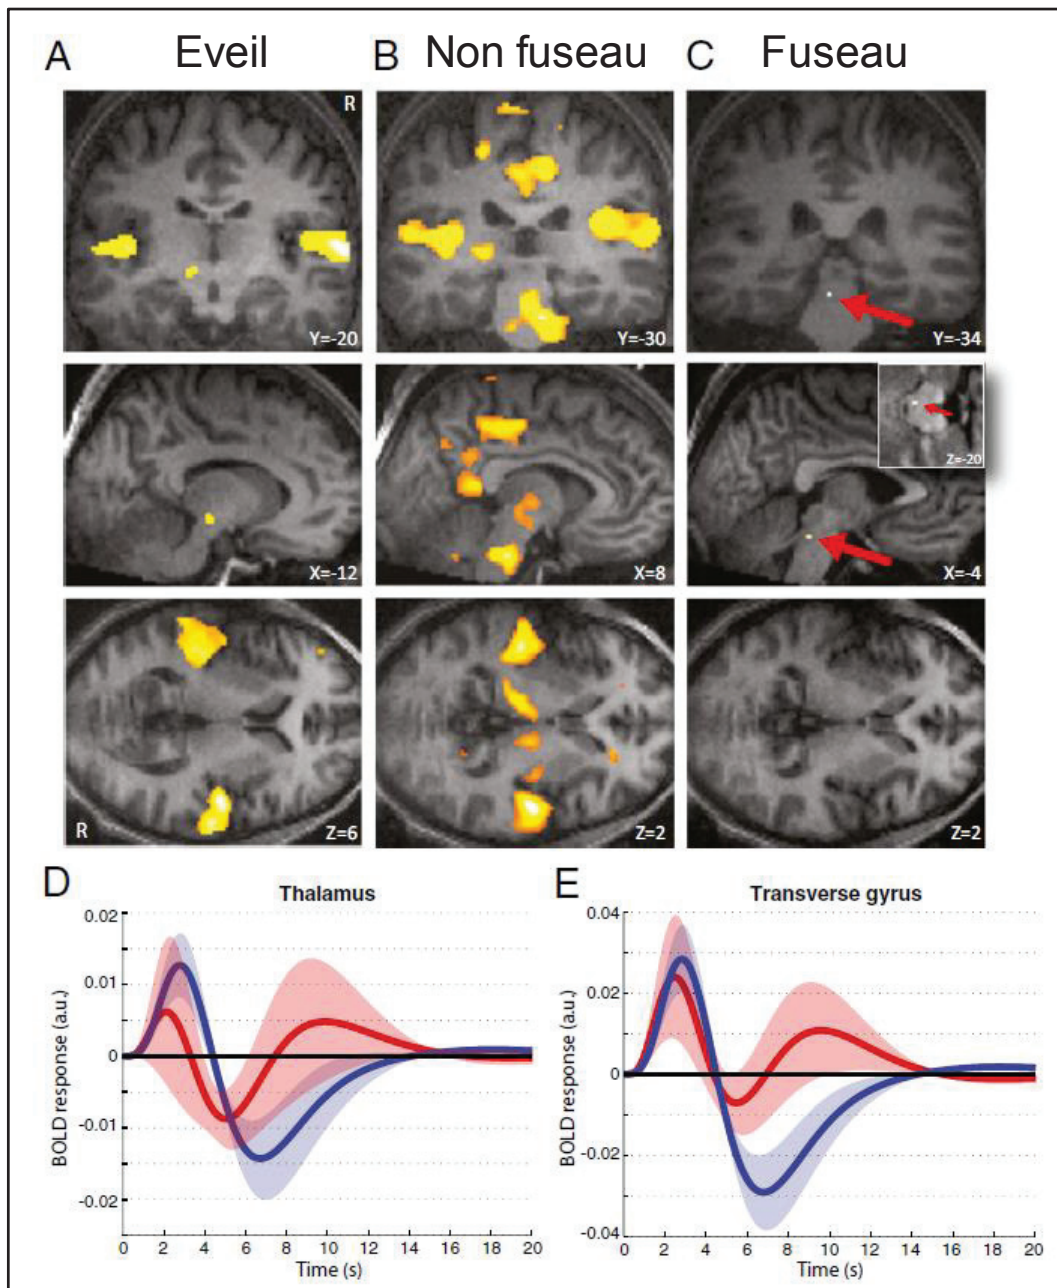 A Eveil B Non fuseau C Fuseau
R
Y=-20 Y=-30 Y=-34
Z=-20
X=-12 X=8 X=-4
R
Z=6 Z=2 Z=2
D E
Thalamus Transverse gyrus
0.02
0.01
0
-0.01
-0.02
BOLD response (a.u.)
0 2 4 6 8 10 12 14 16 18 20
Time (s)
0.04
0.02
0
-0.02
-0.04
BOLD response (a.u.)
0 2 4 6 8 10 12 14 16 18 20
Time (s)